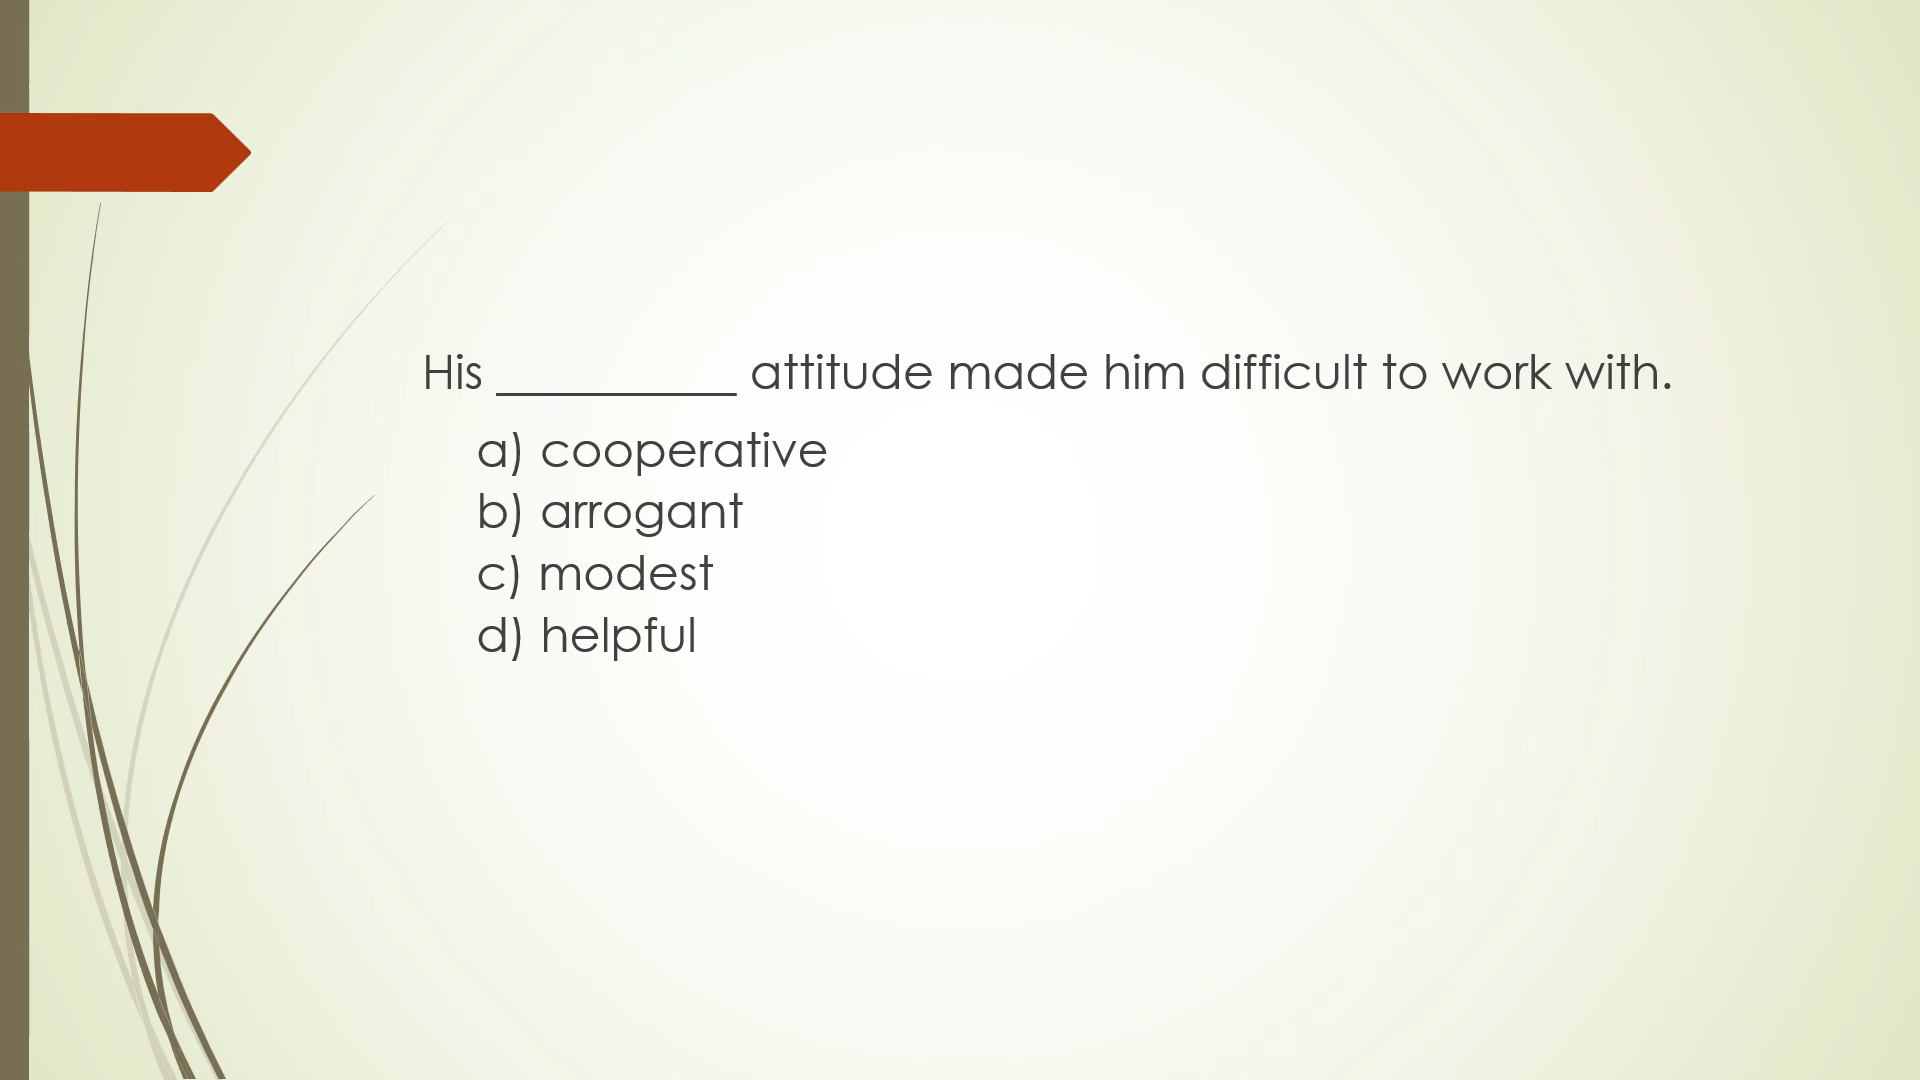 His __________ attitude made him difficult to work with.
a) cooperative
b) arrogant
c) modest
d) helpful